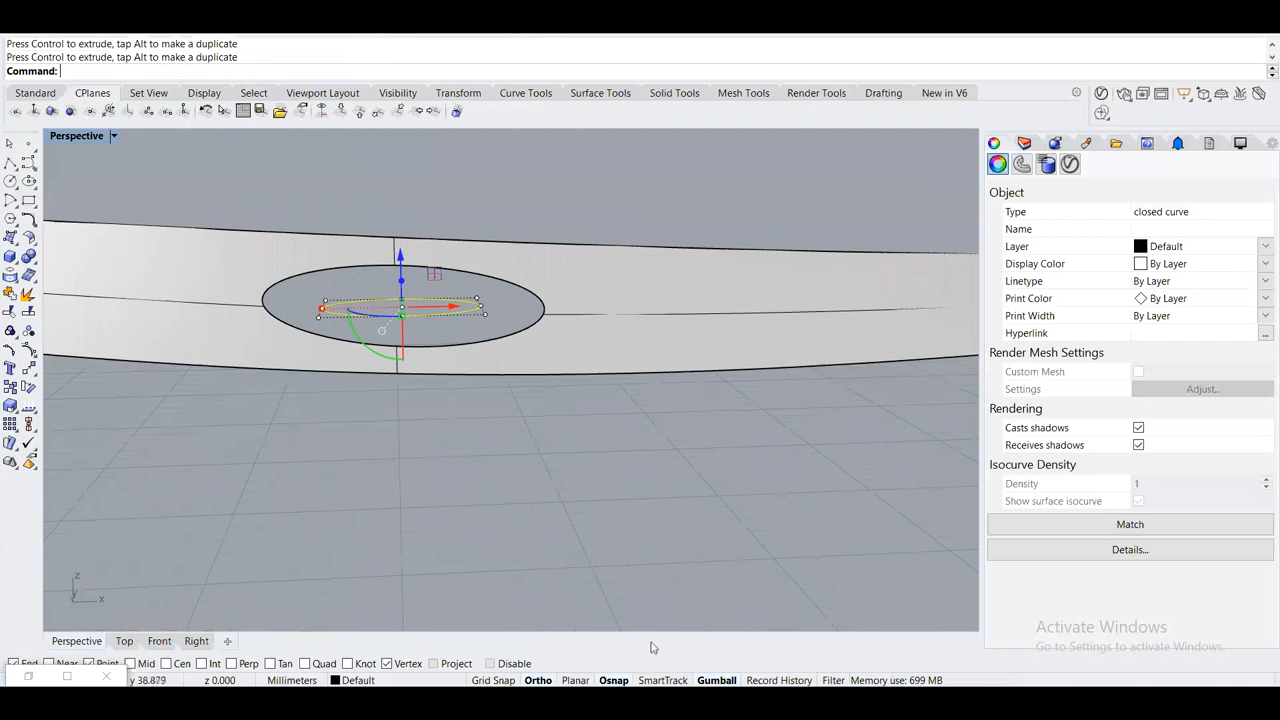 Press Control to extrude, tap Alt to make a duplicate
Press Control to extrude, tap Alt to make a duplicate
Command:
Standard CPlanes Set View Display Select Viewport Layout Visibility Transform Curve Tools Surface Tools Solid Tools Mesh Tools Render Tools Drafting New in V6
Perspective
Object
Type closed curve
Name
Layer Default
Display Color By Layer
Linetype By Layer
Print Color By Layer
Print Width By Layer
Hyperlink ...
Render Mesh Settings
Custom Mesh
Settings Adjust...
Rendering
Casts shadows
Receives shadows
Isocurve Density
Density 1
Show surface isocurve
Match
Details...
z
y
x
Activate Windows
Go to Settings to activate Windows.
Perspective Top Front Right
End Near Point Mid Cen Int Perp Tan Quad Knot Vertex Project Disable
y 38.879 z 0.000 Millimeters Default Grid Snap Ortho Planar Osnap SmartTrack Gumball Record History Filter Memory use: 699 MB